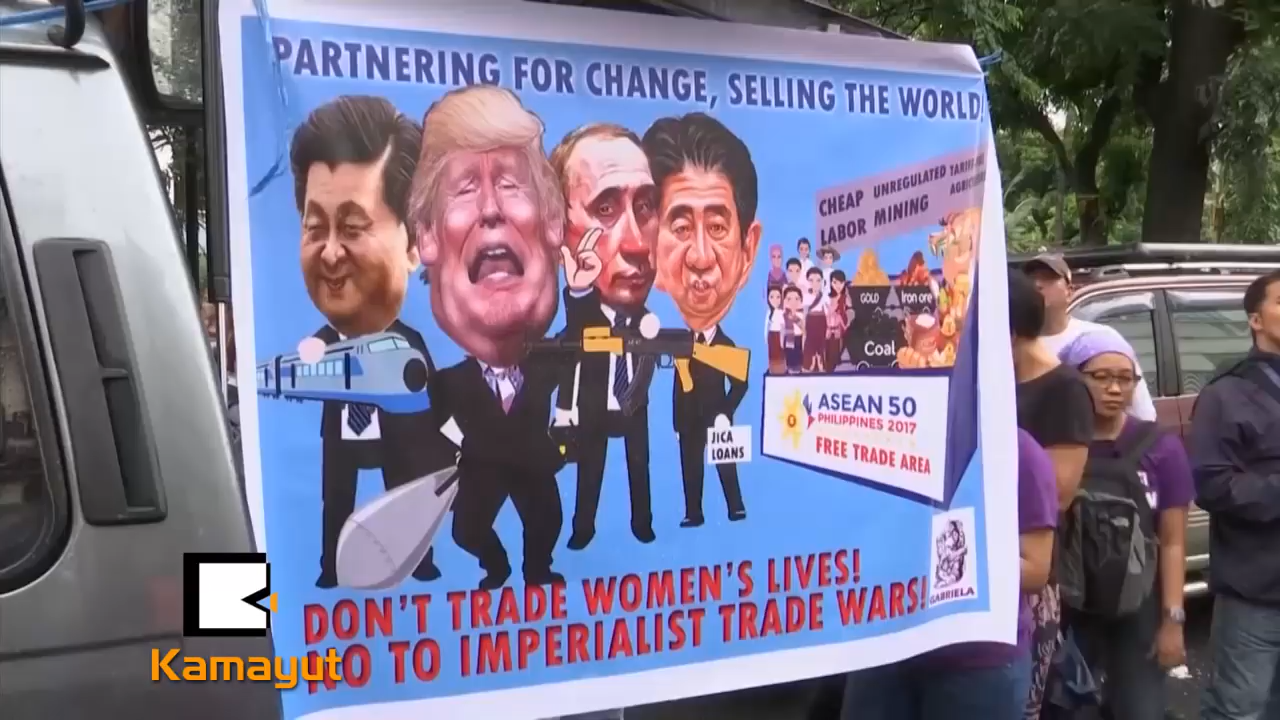 PARTNERING FOR CHANGE, SELLING THE WORLD!
CHEAP UNREGULATED
LABOR MINING
GOLD
Iron ore
Coal
ASEAN 50
PHILIPPINES 2017
FREE TRADE AREA
JICA
LOANS
DON'T TRADE WOMEN'S LIVES!
NO TO IMPERIALIST TRADE WARS!
GABRIELA
Kamayut